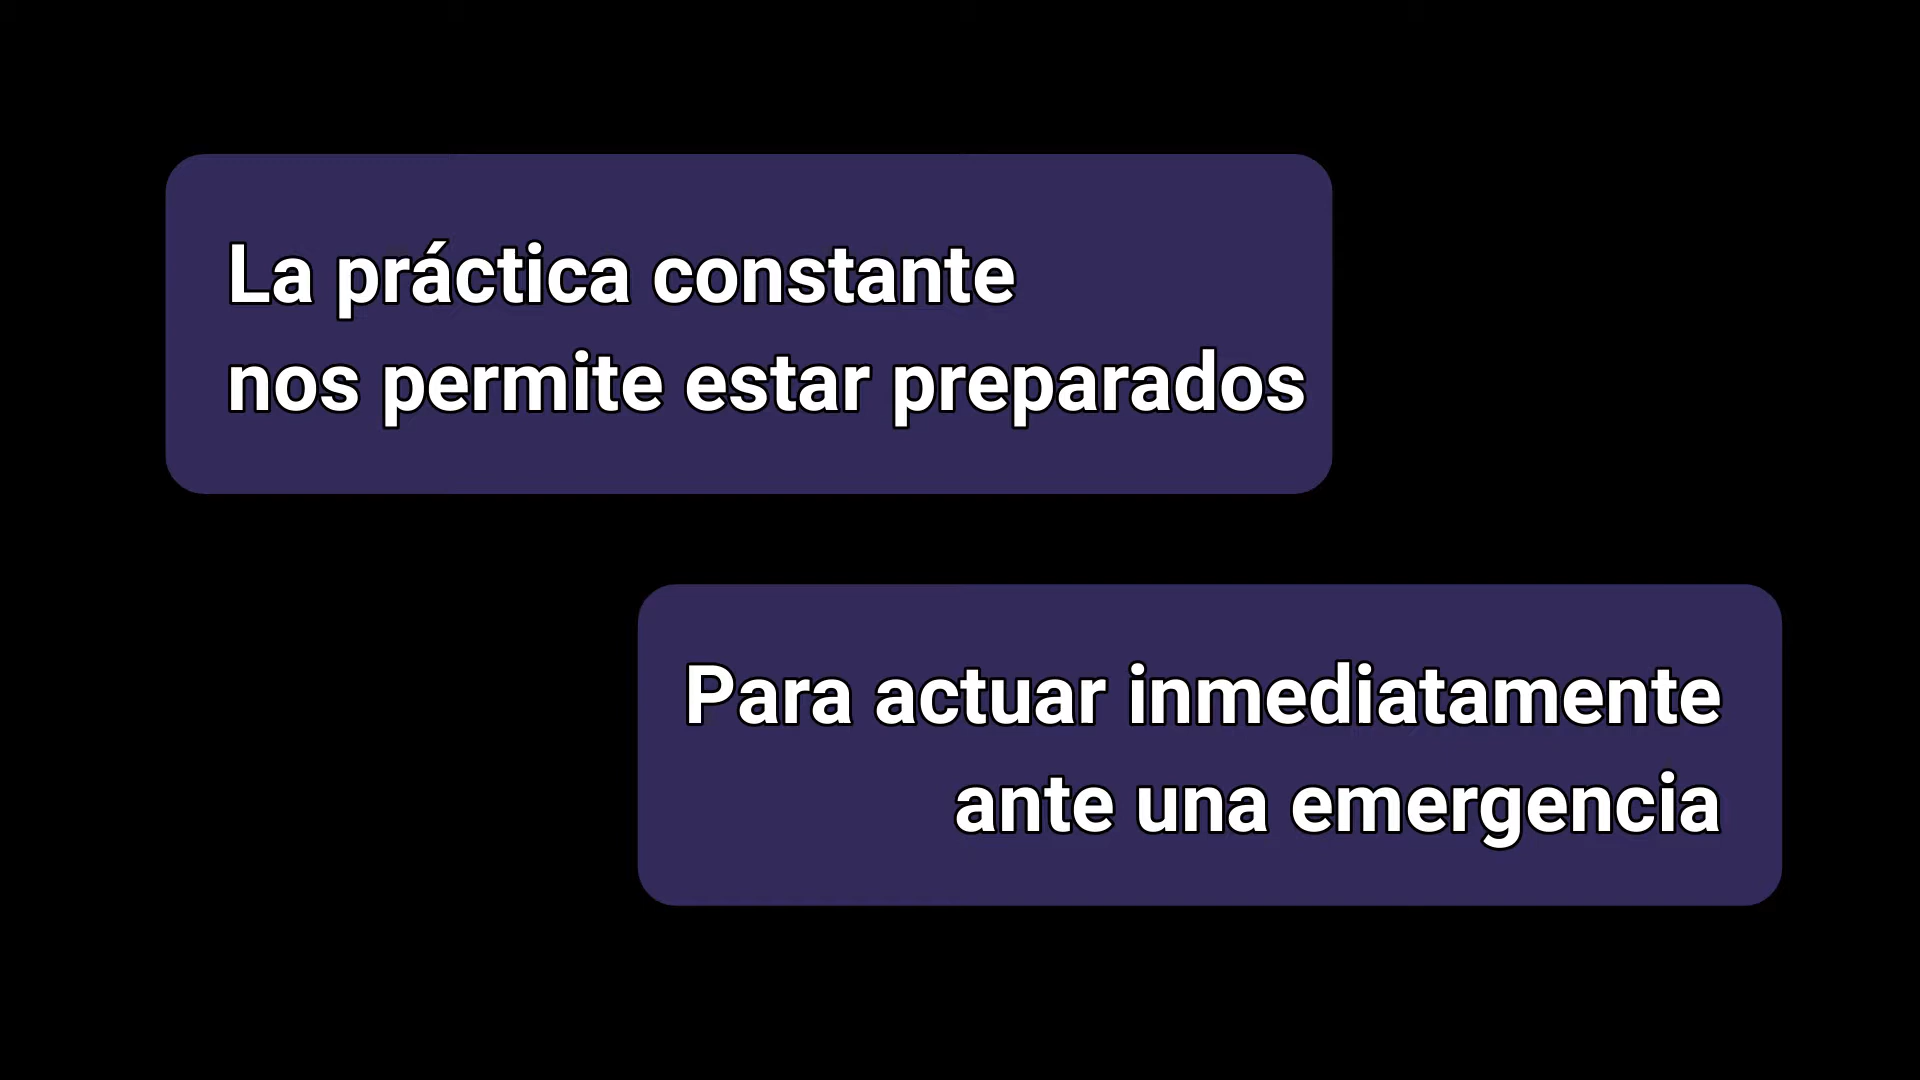 La práctica constante
nos permite estar preparados
Para actuar inmediatamente
ante una emergencia